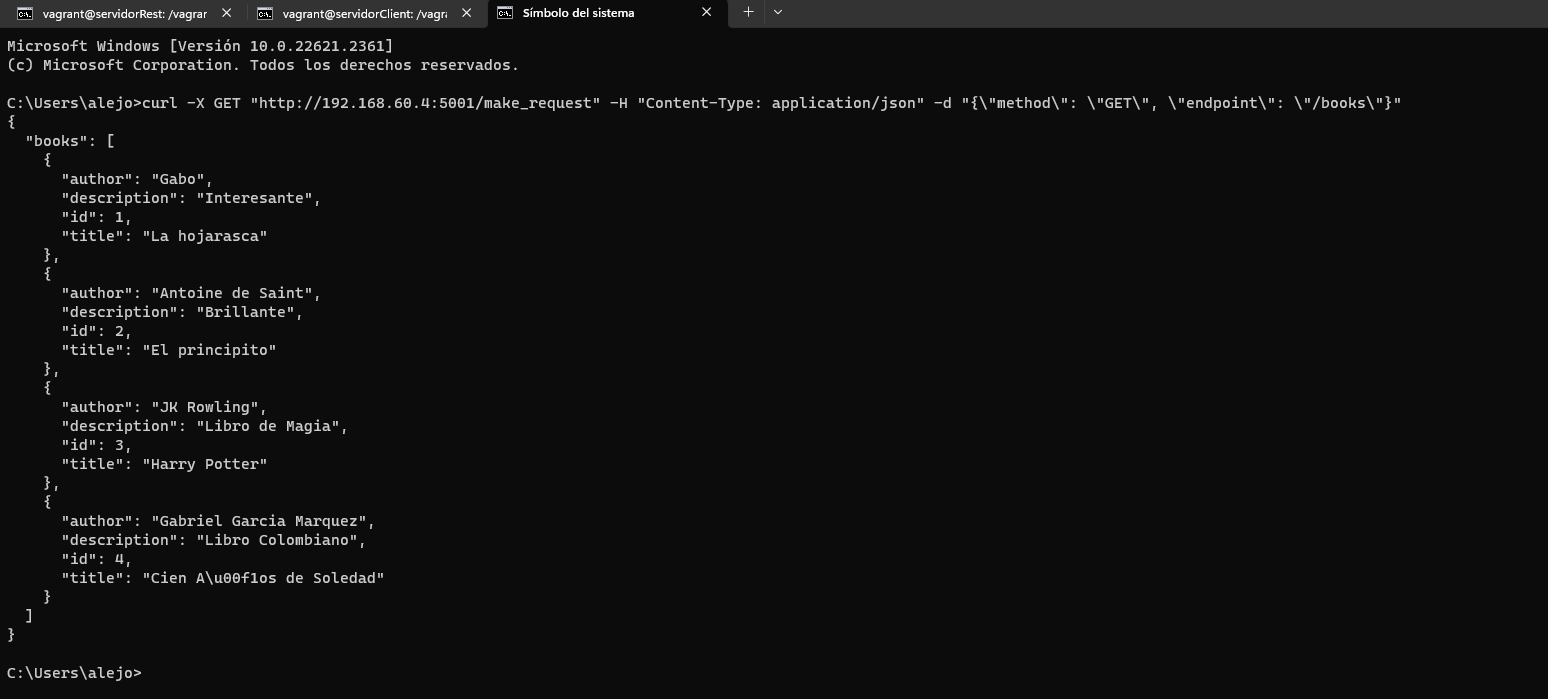 vagrant@servidorRest: /vagrar
vagrant@servidorClient: /vagra
Símbolo del sistema
Microsoft Windows [Versión 10.0.22621.2361]
(c) Microsoft Corporation. Todos los derechos reservados.
C:\Users\alejo>curl -X GET "http://192.168.60.4:5001/make_request" -H "Content-Type: application/json" -d "{\"method\": \"GET\", \"endpoint\": \"/books\"}"
{
  "books": [
    {
      "author": "Gabo",
      "description": "Interesante",
      "id": 1,
      "title": "La hojarasca"
    },
    {
      "author": "Antoine de Saint",
      "description": "Brillante",
      "id": 2,
      "title": "El principito"
    },
    {
      "author": "JK Rowling",
      "description": "Libro de Magia",
      "id": 3,
      "title": "Harry Potter"
    },
    {
      "author": "Gabriel Garcia Marquez",
      "description": "Libro Colombiano",
      "id": 4,
      "title": "Cien A\u00f1os de Soledad"
    }
  ]
}
C:\Users\alejo>